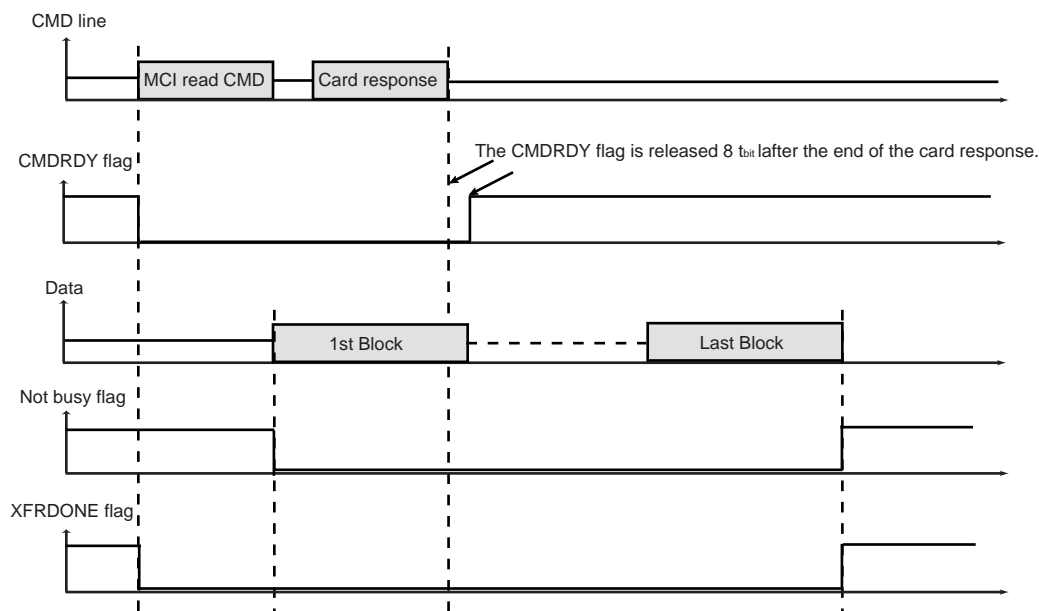 CMD line
MCI read CMD
Card response
CMDRDY flag
The CMDRDY flag is released 8 tbit lafter the end of the card response.
Data
1st Block
Last Block
Not busy flag
XFRDONE flag